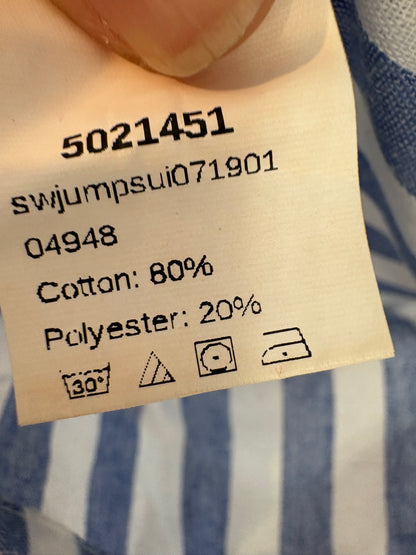 5021451
swjumpsui071901
04948
Cotton: 80%
Polyester: 20%
30°